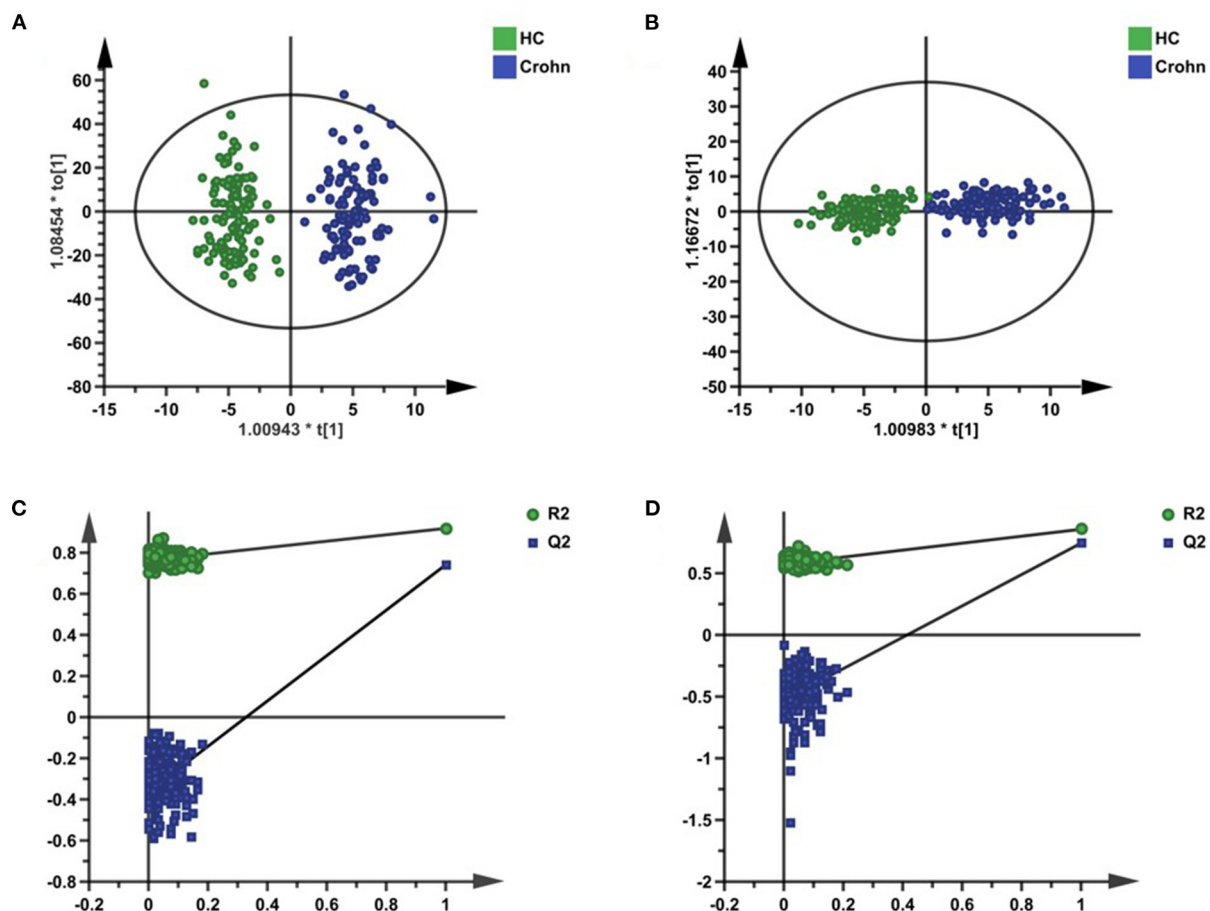 A
HC
Crohn
60
40
20
0
-20
-40
-60
-80
1.08454 * to[1]
-15 -10 -5 0 5 10
1.00943 * t[1]
B
HC
Crohn
40
30
20
10
0
-10
-20
-30
-40
-50
1.16672 * to[1]
-15 -10 -5 0 5 10
1.00983 * t[1]
C
R2
Q2
0.8
0.6
0.4
0.2
0
-0.2
-0.4
-0.6
-0.8
-0.2 0 0.2 0.4 0.6 0.8 1
D
R2
Q2
0.5
0
-0.5
-1
-1.5
-2
-0.2 0 0.2 0.4 0.6 0.8 1